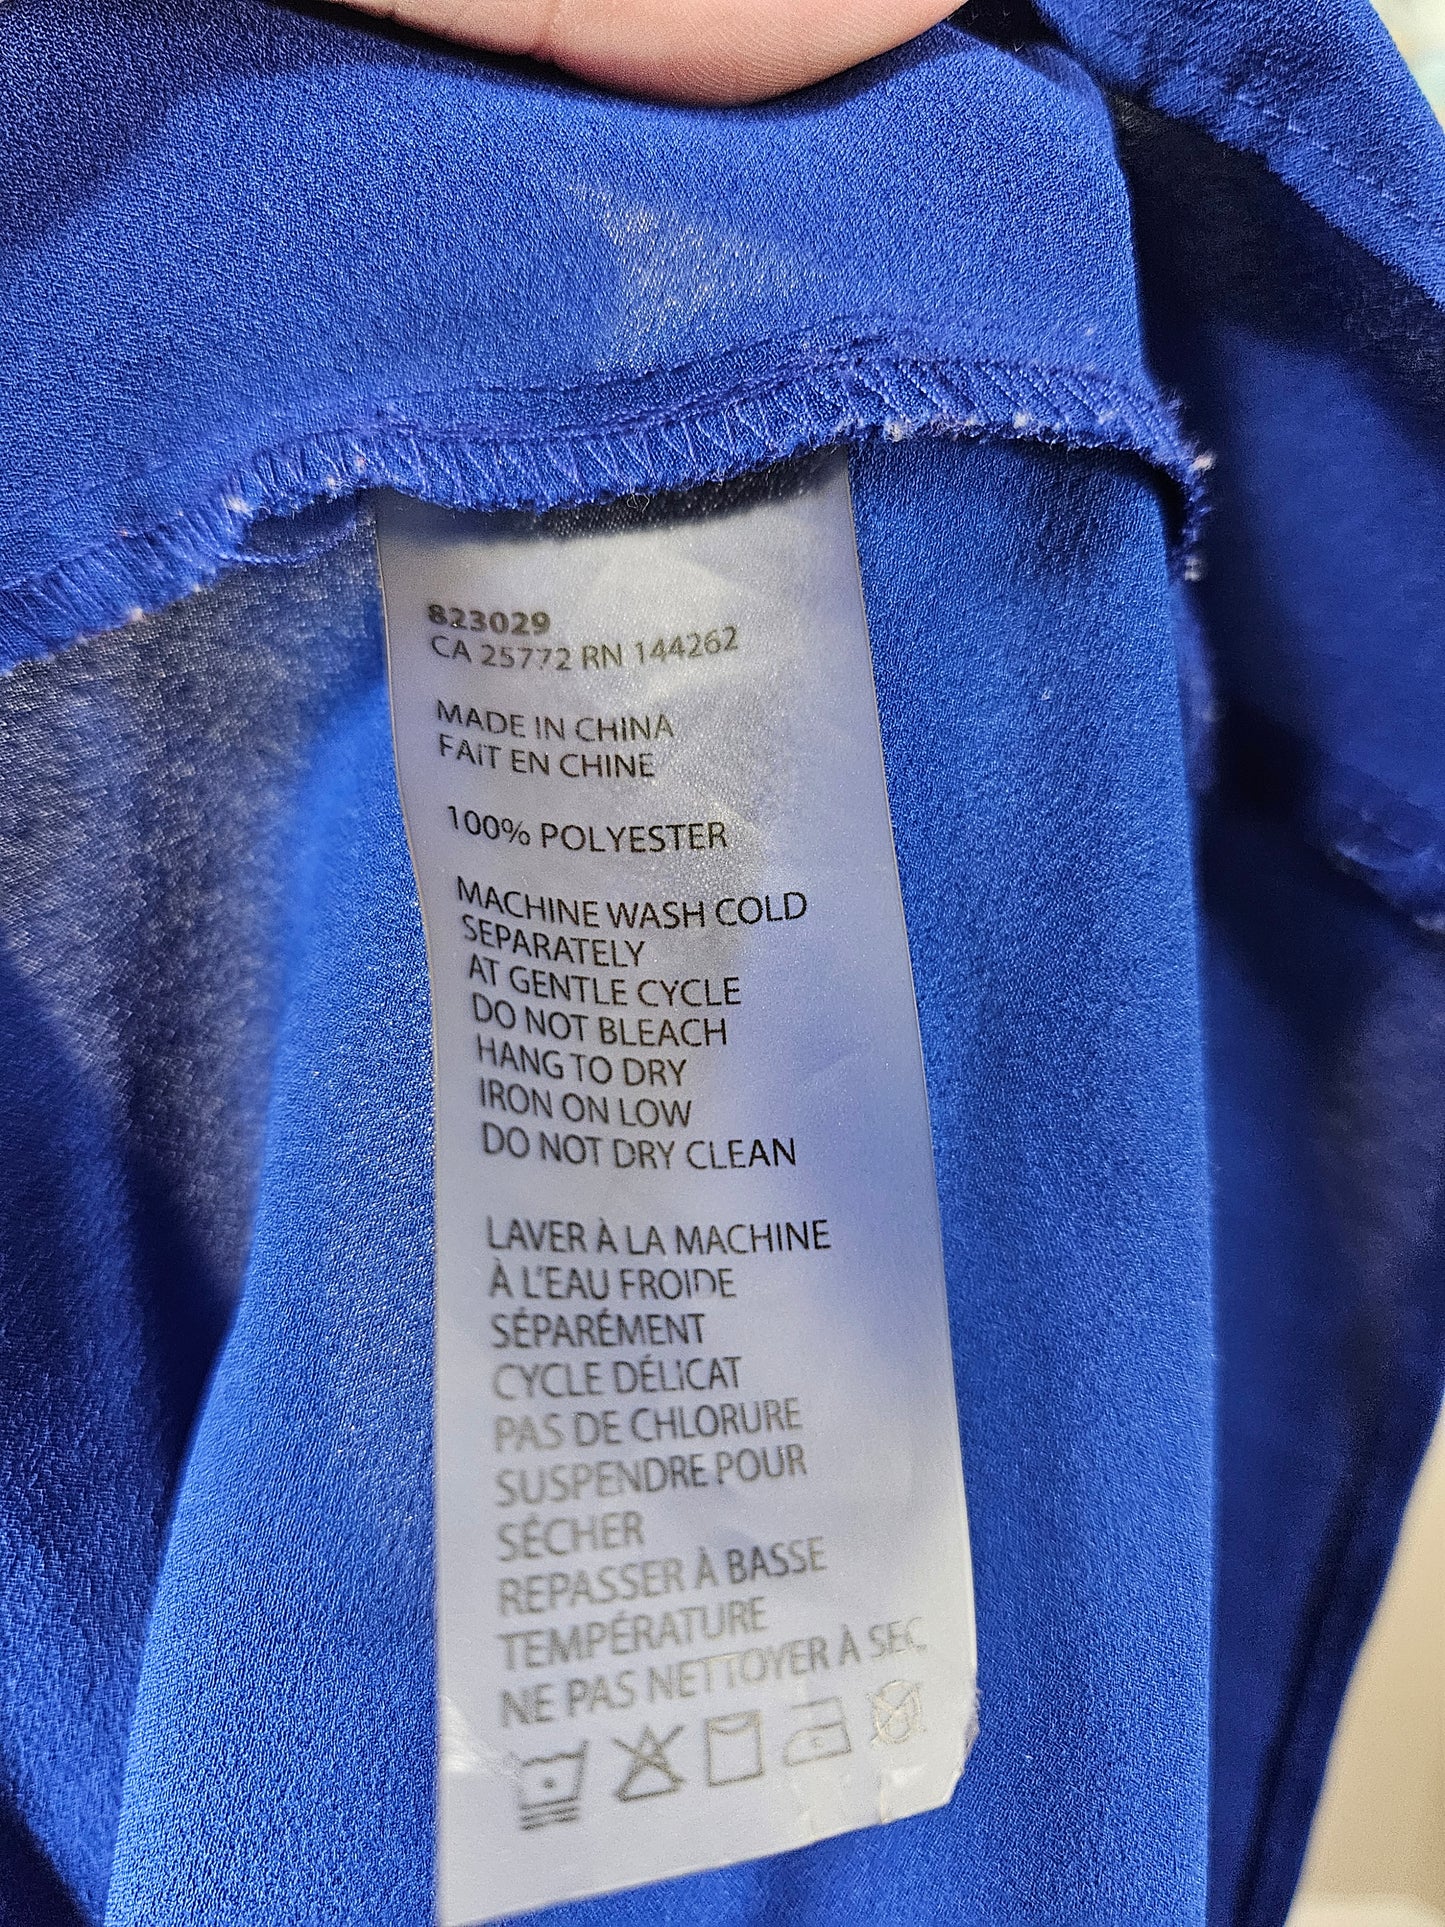 823029
CA 25772 RN 144262
MADE IN CHINA
FAIT EN CHINE
100% POLYESTER
MACHINE WASH COLD
SEPARATELY
AT GENTLE CYCLE
DO NOT BLEACH
HANG TO DRY
IRON ON LOW
DO NOT DRY CLEAN
LAVER À LA MACHINE
À L'EAU FROIDE
SÉPARÉMENT
CYCLE DÉLICAT
PAS DE CHLORURE
SUSPENDRE POUR
SÉCHER
REPASSER À BASSE
TEMPÉRATURE
NE PAS NETTOYER À SEC